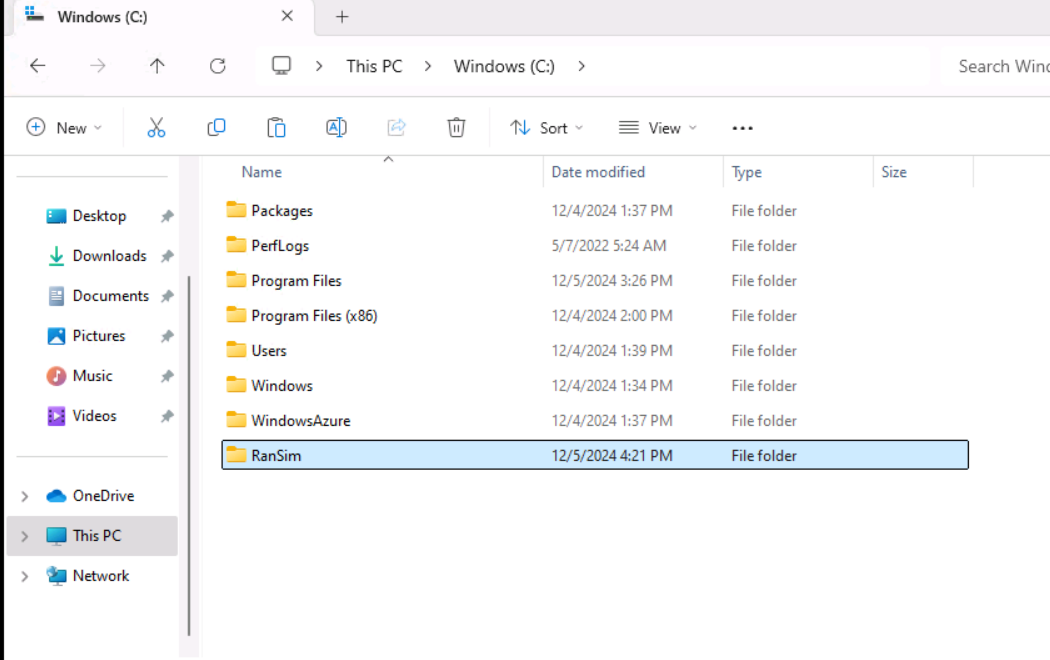 Windows (C:)
This PC Windows (C:) Search Wind
New Sort View
Name Date modified Type Size
Desktop
Downloads
Documents
Pictures
Music
Videos
OneDrive
This PC
Network
Packages 12/4/2024 1:37 PM File folder
PerfLogs 5/7/2022 5:24 AM File folder
Program Files 12/5/2024 3:26 PM File folder
Program Files (x86) 12/4/2024 2:00 PM File folder
Users 12/4/2024 1:39 PM File folder
Windows 12/4/2024 1:34 PM File folder
WindowsAzure 12/4/2024 1:37 PM File folder
RanSim 12/5/2024 4:21 PM File folder